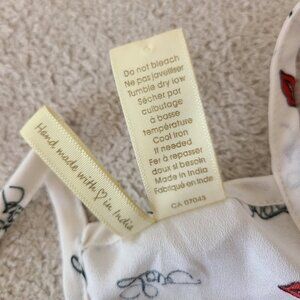 Do not bleach
Ne pas javelliser
Tumble dry low
Sécher par
culbutage
à basse
température
Cool iron
if needed
Fer à repasser
doux si besoin
Made in India
Fabriqué en Inde
CA 07043
Hand made with ♡ in India